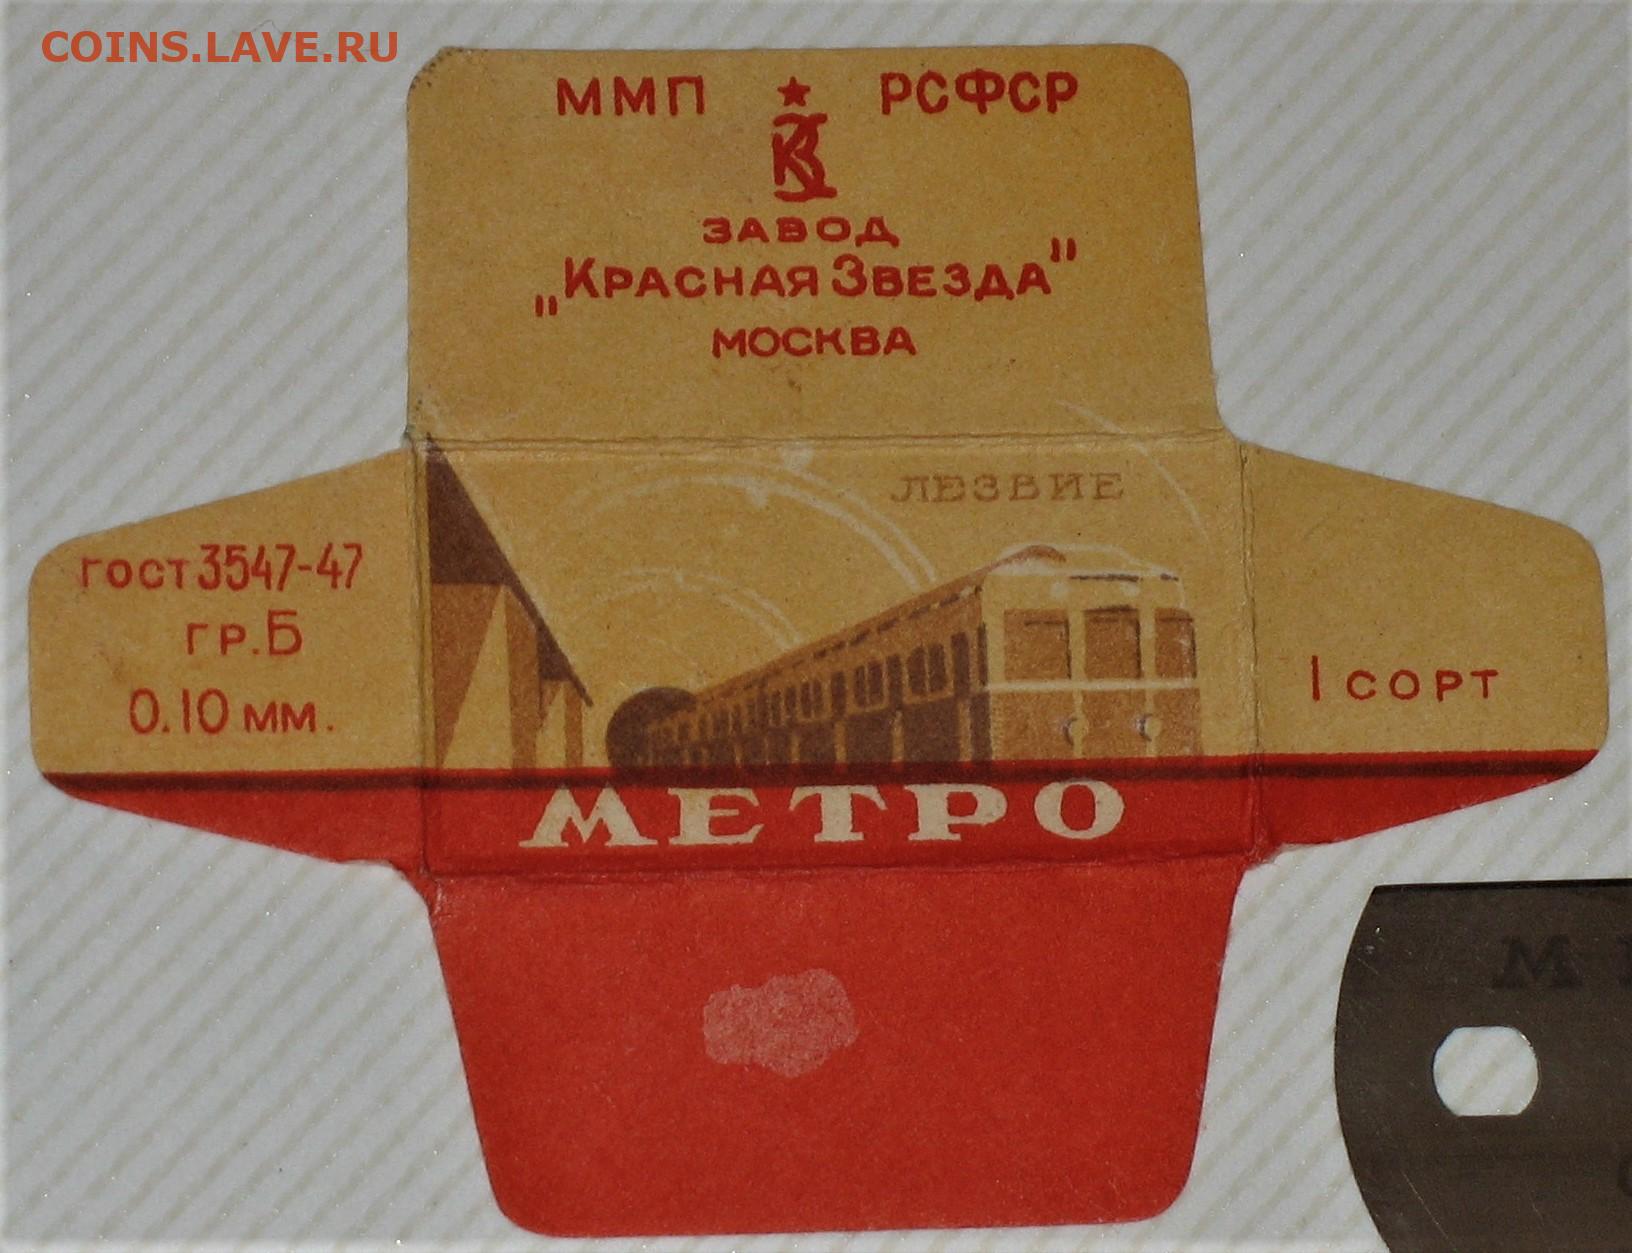 COINS.LAVE.RU
ММП РСФСР
КЗ
ЗАВОД
„КРАСНАЯ ЗВЕЗДА"
МОСКВА
ЛЕЗВИЕ
ГОСТ 3547-47
ГР.Б
0.10 ММ.
I СОРТ
МЕТРО
М